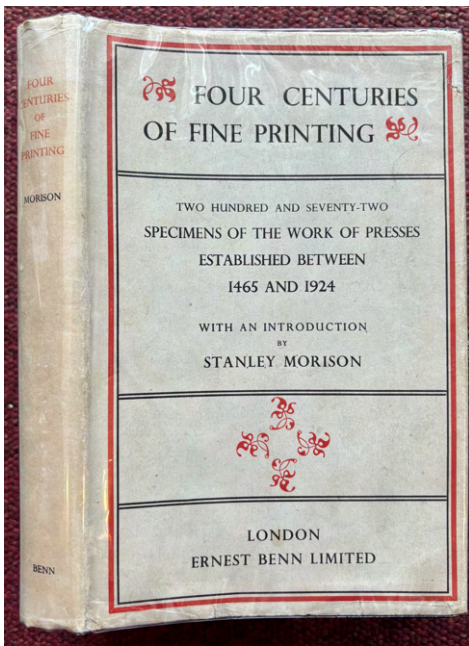 FOUR
CENTURIES
OF
FINE
PRINTING
MORISON
BENN
FOUR CENTURIES
OF FINE PRINTING
TWO HUNDRED AND SEVENTY-TWO
SPECIMENS OF THE WORK OF PRESSES
ESTABLISHED BETWEEN
1465 AND 1924
WITH AN INTRODUCTION
BY
STANLEY MORISON
LONDON
ERNEST BENN LIMITED